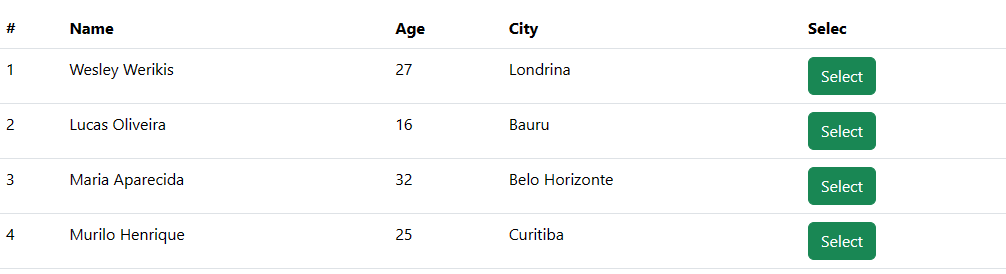 # Name Age City Selec
1 Wesley Werikis 27 Londrina Select
2 Lucas Oliveira 16 Bauru Select
3 Maria Aparecida 32 Belo Horizonte Select
4 Murilo Henrique 25 Curitiba Select